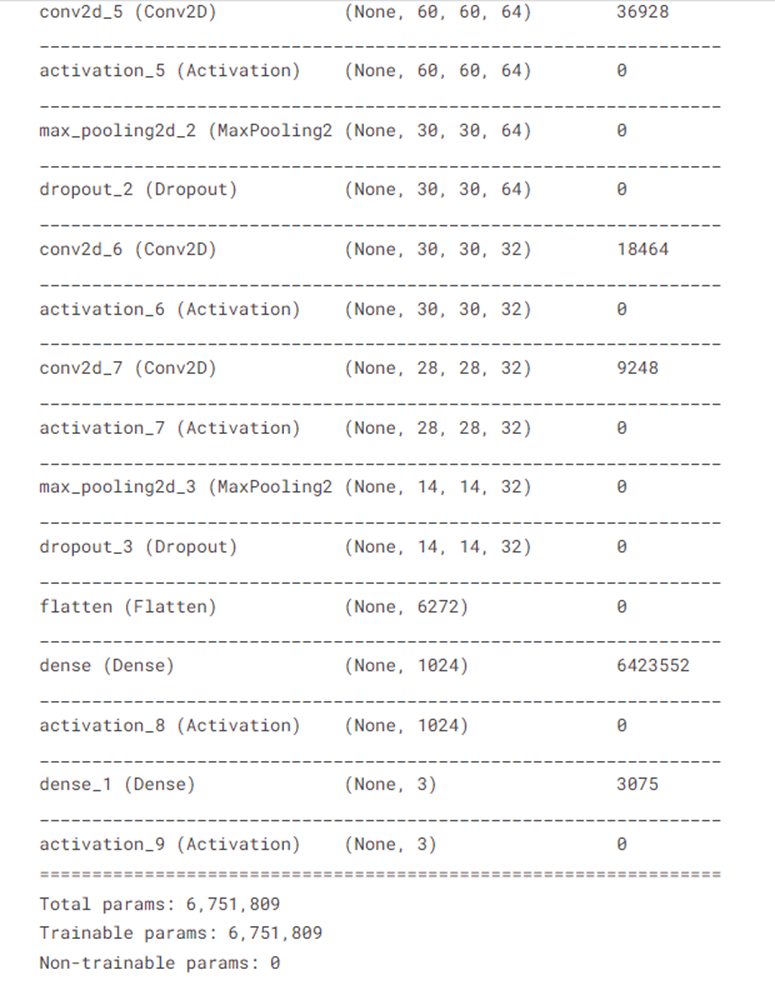 conv2d_5 (Conv2D) (None, 60, 60, 64) 36928
_________________________________________________________________
activation_5 (Activation) (None, 60, 60, 64) 0
_________________________________________________________________
max_pooling2d_2 (MaxPooling2 (None, 30, 30, 64) 0
_________________________________________________________________
dropout_2 (Dropout) (None, 30, 30, 64) 0
_________________________________________________________________
conv2d_6 (Conv2D) (None, 30, 30, 32) 18464
_________________________________________________________________
activation_6 (Activation) (None, 30, 30, 32) 0
_________________________________________________________________
conv2d_7 (Conv2D) (None, 28, 28, 32) 9248
_________________________________________________________________
activation_7 (Activation) (None, 28, 28, 32) 0
_________________________________________________________________
max_pooling2d_3 (MaxPooling2 (None, 14, 14, 32) 0
_________________________________________________________________
dropout_3 (Dropout) (None, 14, 14, 32) 0
_________________________________________________________________
flatten (Flatten) (None, 6272) 0
_________________________________________________________________
dense (Dense) (None, 1024) 6423552
_________________________________________________________________
activation_8 (Activation) (None, 1024) 0
_________________________________________________________________
dense_1 (Dense) (None, 3) 3075
_________________________________________________________________
activation_9 (Activation) (None, 3) 0
=================================================================
Total params: 6,751,809
Trainable params: 6,751,809
Non-trainable params: 0